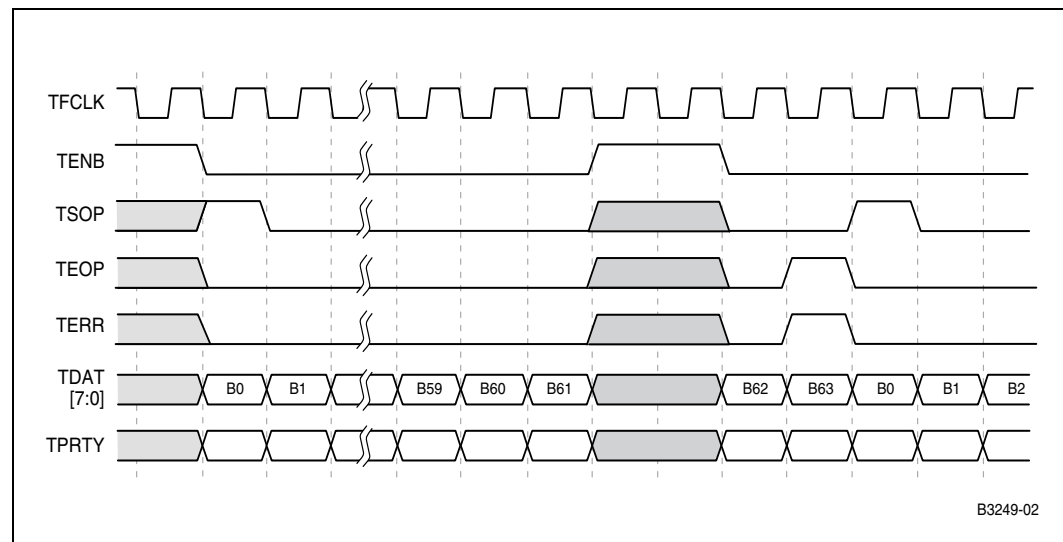 TFCLK
TENB
TSOP
TEOP
TERR
TDAT
[7:0]
B0 B1 B59 B60 B61 B62 B63 B0 B1 B2
TPRTY
B3249-02